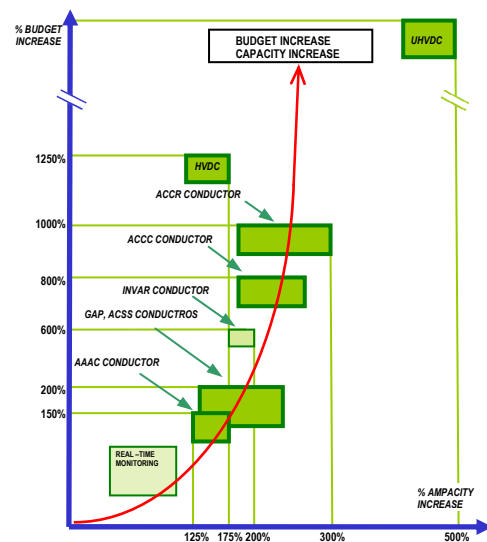 % BUDGET
INCREASE
BUDGET INCREASE
CAPACITY INCREASE
UHVDC
1250%
HVDC
ACCR CONDUCTOR
1000%
ACCC CONDUCTOR
800%
INVAR CONDUCTOR
GAP, ACSS CONDUCTROS
600%
AAAC CONDUCTOR
200%
150%
REAL –TIME
MONITORING
% AMPACITY
INCREASE
125% 175% 200% 300% 500%